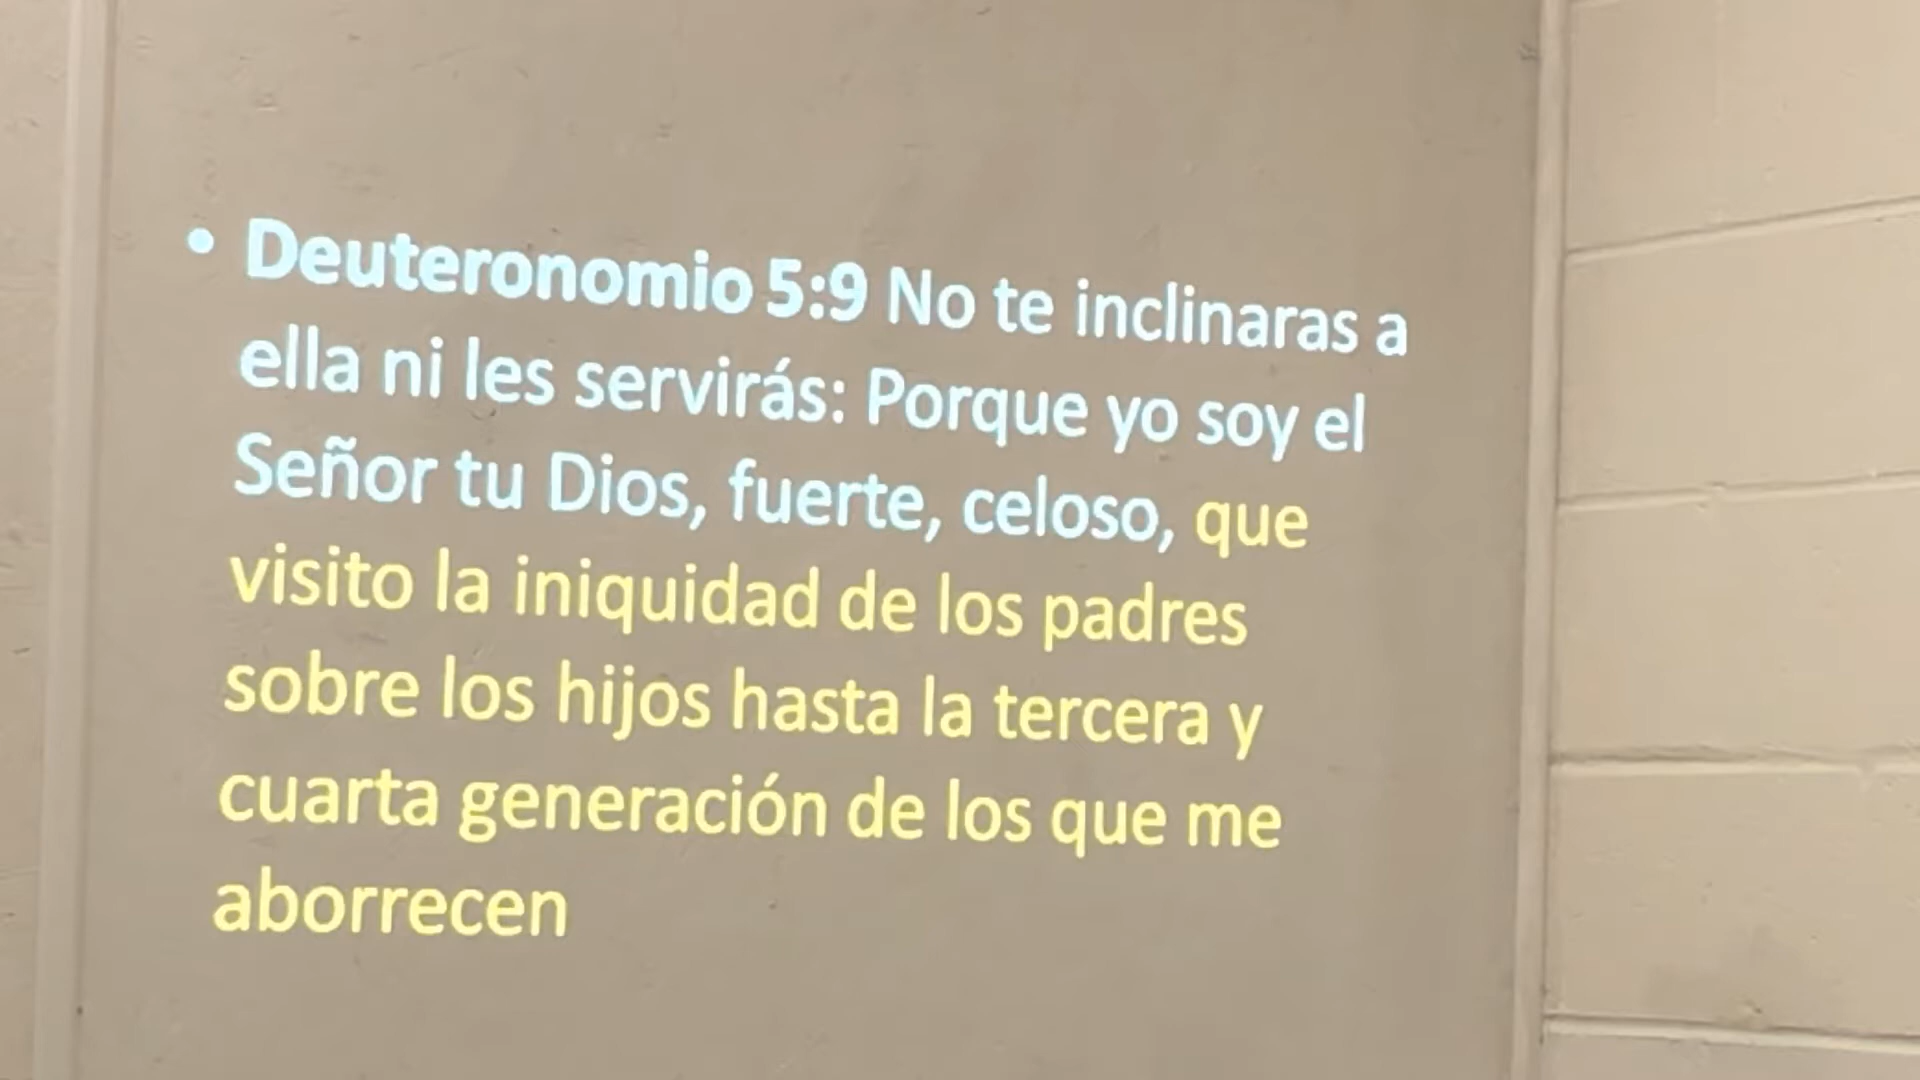 • Deuteronomio 5:9 No te inclinaras a
ella ni les servirás: Porque yo soy el
Señor tu Dios, fuerte, celoso, que
visito la iniquidad de los padres
sobre los hijos hasta la tercera y
cuarta generación de los que me
aborrecen